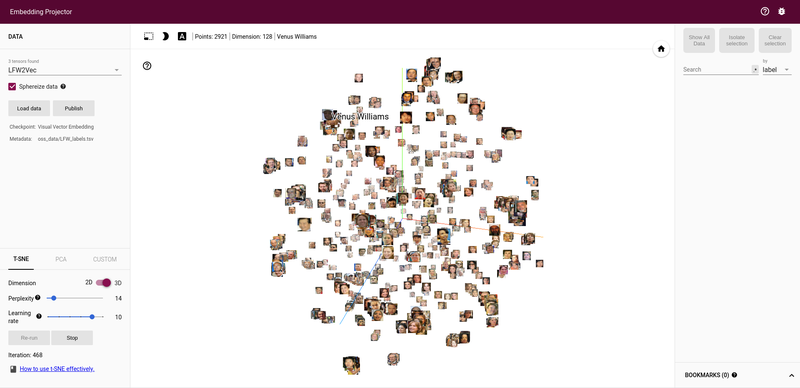 Embedding Projector
DATA
5 tensors found
LFW2Vec
Sphereize data
Load data
Publish
Checkpoint: Visual Vector Embedding
Metadata: oss_data/LFW_labels.tsv
T-SNE
PCA
CUSTOM
Dimension
2D
3D
Perplexity
14
Learning
rate
10
Re-run
Stop
Iteration: 468
How to use t-SNE effectively.
A
Points: 2921
Dimension: 128
Venus Williams
Venus Williams
Show All
Data
Isolate
selection
Clear
selection
Search
by
label
BOOKMARKS (0)